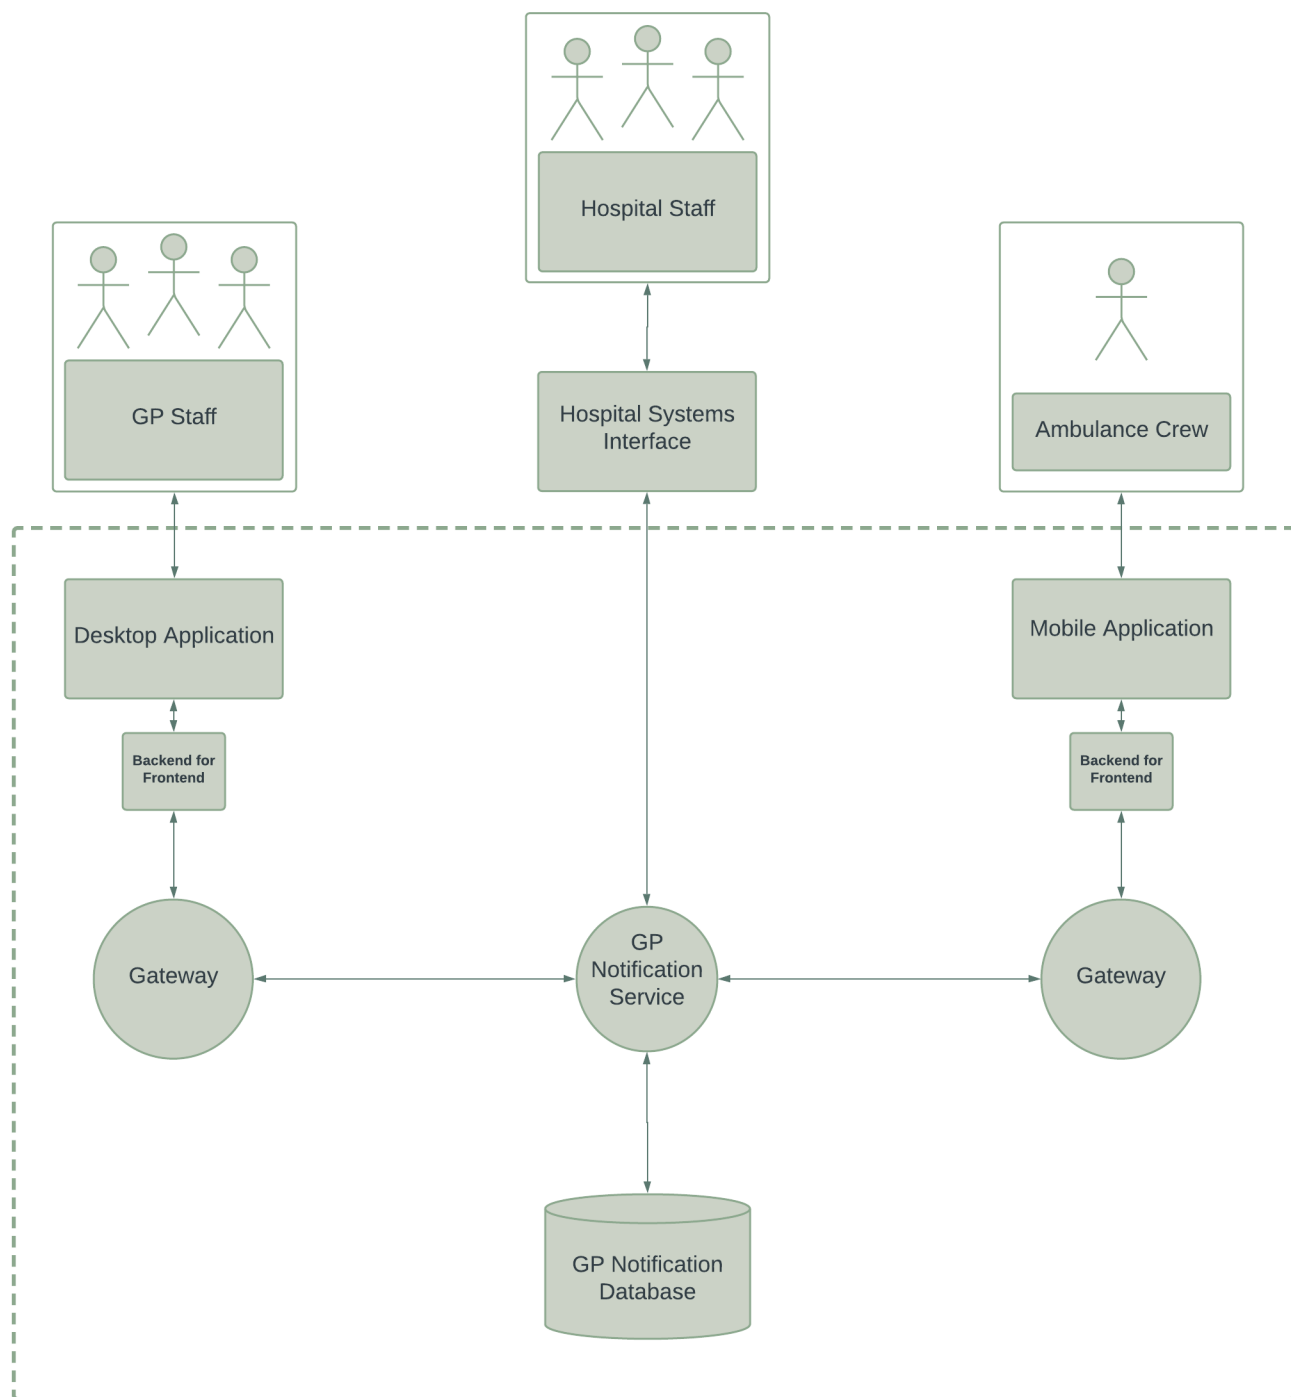 Hospital Staff
GP Staff
Hospital Systems
Interface
Ambulance Crew
Desktop Application
Mobile Application
Backend for
Frontend
Backend for
Frontend
Gateway
GP
Notification
Service
Gateway
GP Notification
Database